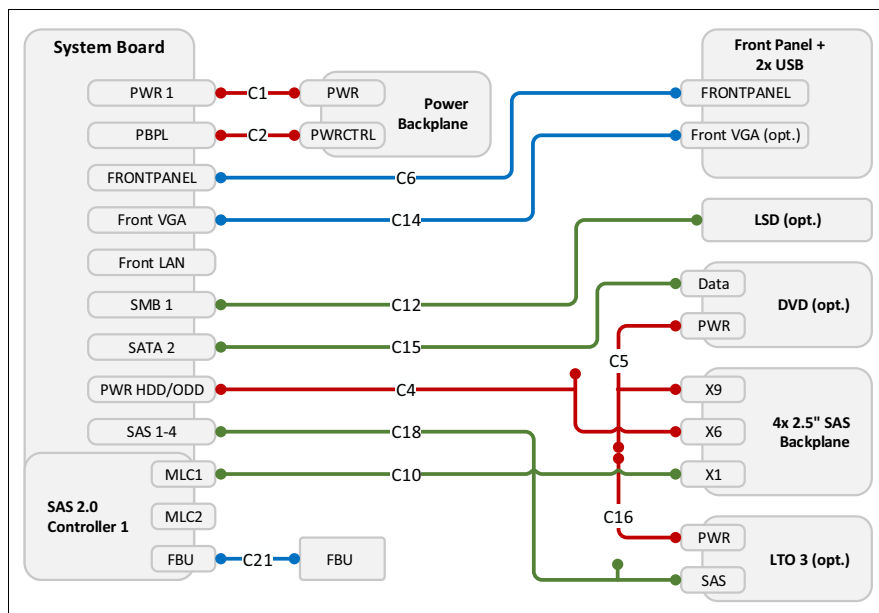 System Board
PWR 1
PBPL
FRONTPANEL
Front VGA
Front LAN
SMB 1
SATA 2
PWR HDD/ODD
SAS 1-4
SAS 2.0
Controller 1
MLC1
MLC2
FBU
C1
C2
C6
C14
C12
C15
C4
C18
C10
C21
C5
C16
PWR
PWRCTRL
Power
Backplane
FBU
Front Panel +
2x USB
FRONTPANEL
Front VGA (opt.)
LSD (opt.)
Data
PWR
DVD (opt.)
X9
X6
X1
4x 2.5" SAS
Backplane
PWR
SAS
LTO 3 (opt.)